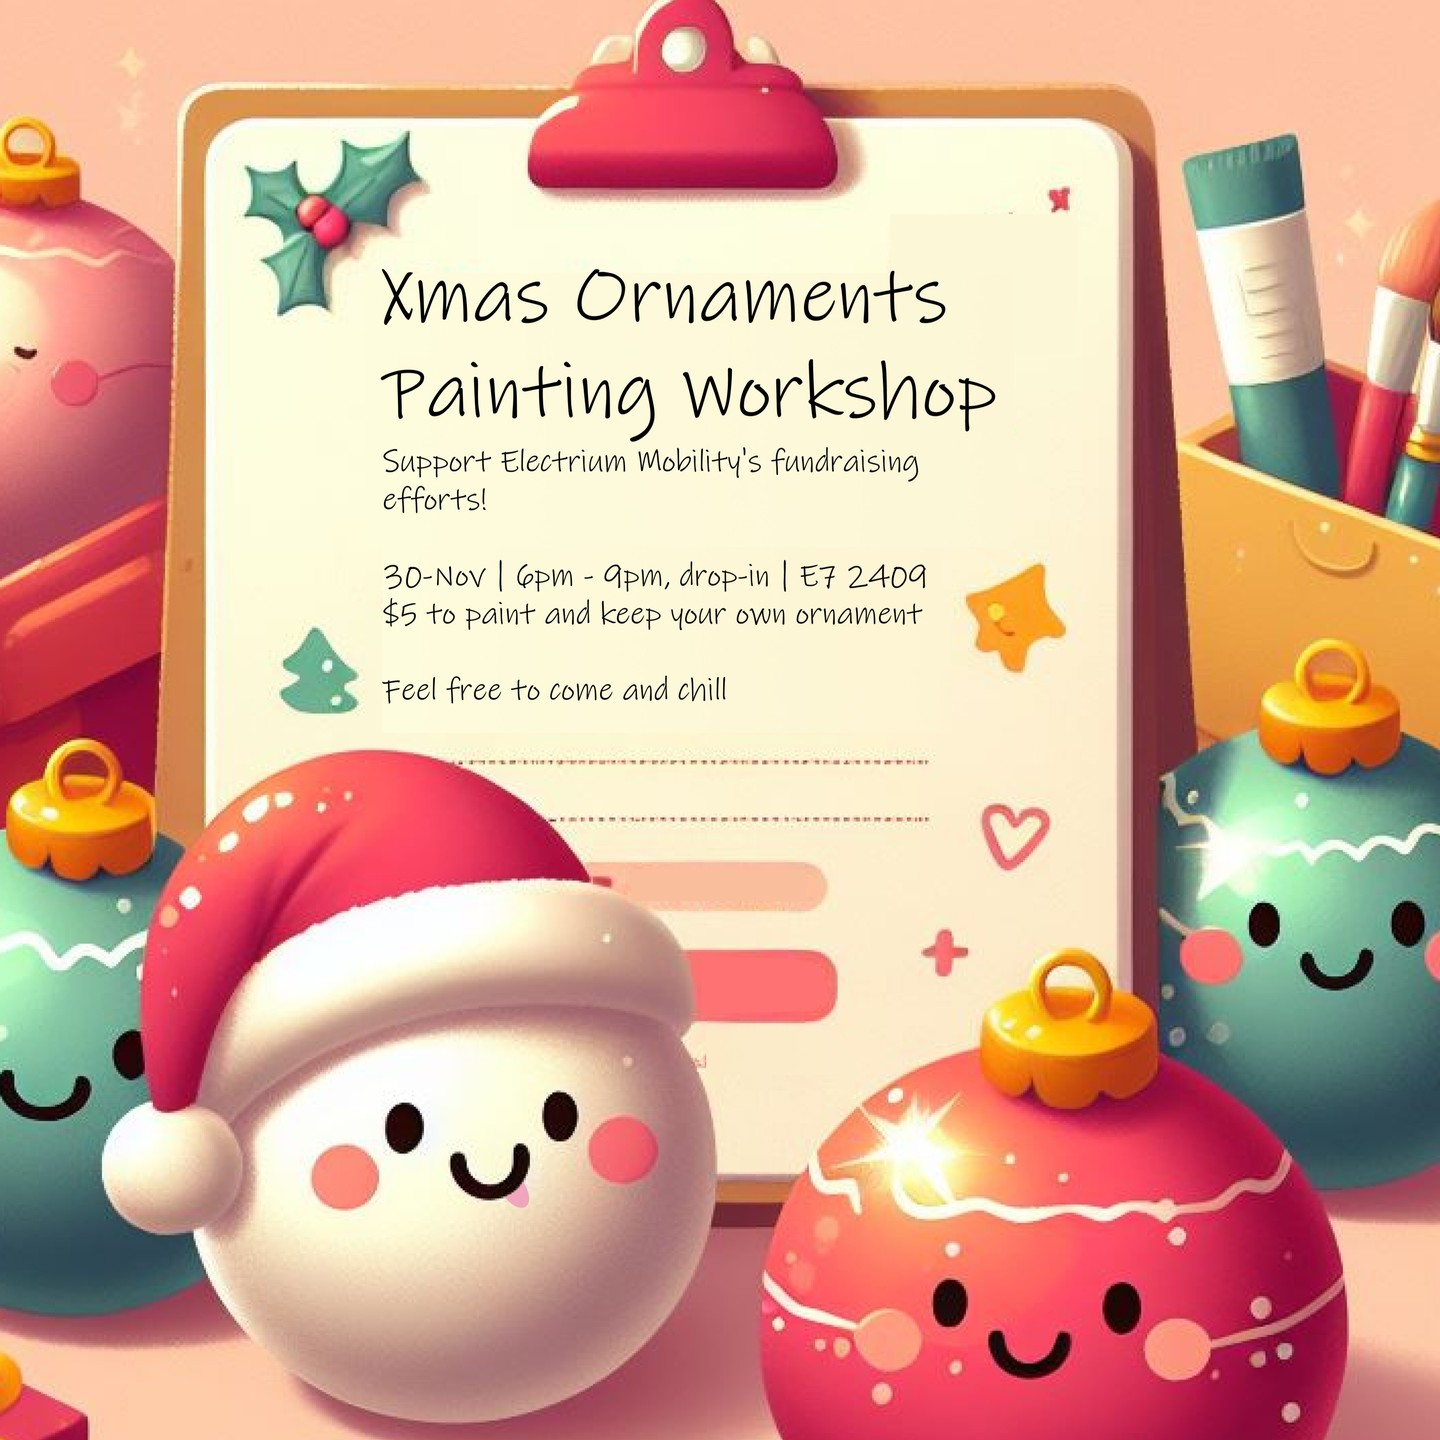 Xmas Ornaments
Painting Workshop
Support Electrium Mobility's fundraising
efforts!
30-Nov | 6pm - 9pm, drop-in | E7 2409
$5 to paint and keep your own ornament
Feel free to come and chill